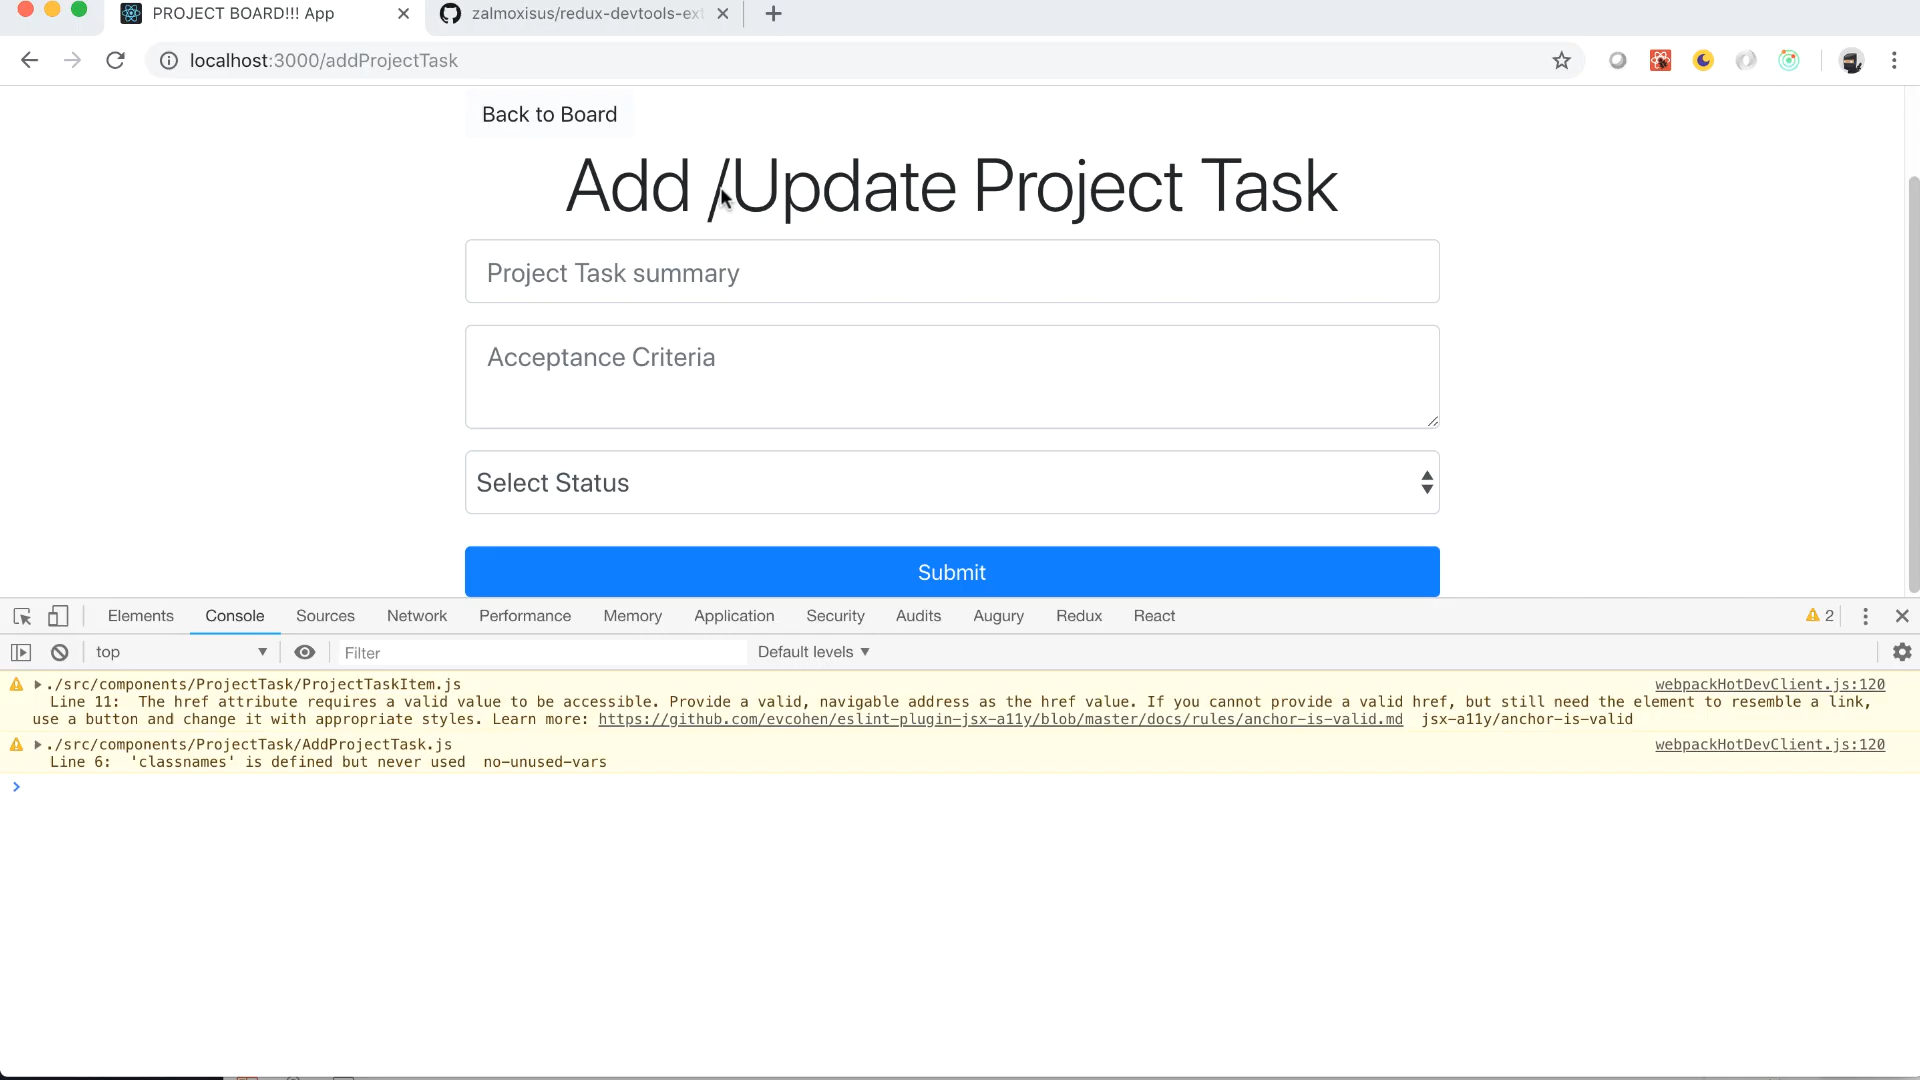 PROJECT BOARD!!! App
zalmoxisus/redux-devtools-ext
localhost:3000/addProjectTask
Back to Board
Add /Update Project Task
Project Task summary
Acceptance Criteria
Select Status
Submit
Elements Console Sources Network Performance Memory Application Security Audits Augury Redux React 2
top Filter Default levels
./src/components/ProjectTask/ProjectTaskItem.js webpackHotDevClient.js:120
Line 11:  The href attribute requires a valid value to be accessible. Provide a valid, navigable address as the href value. If you cannot provide a valid href, but still need the element to resemble a link,
use a button and change it with appropriate styles. Learn more: https://github.com/evcohen/eslint-plugin-jsx-a11y/blob/master/docs/rules/anchor-is-valid.md  jsx-a11y/anchor-is-valid
./src/components/ProjectTask/AddProjectTask.js webpackHotDevClient.js:120
Line 6:  'classnames' is defined but never used  no-unused-vars